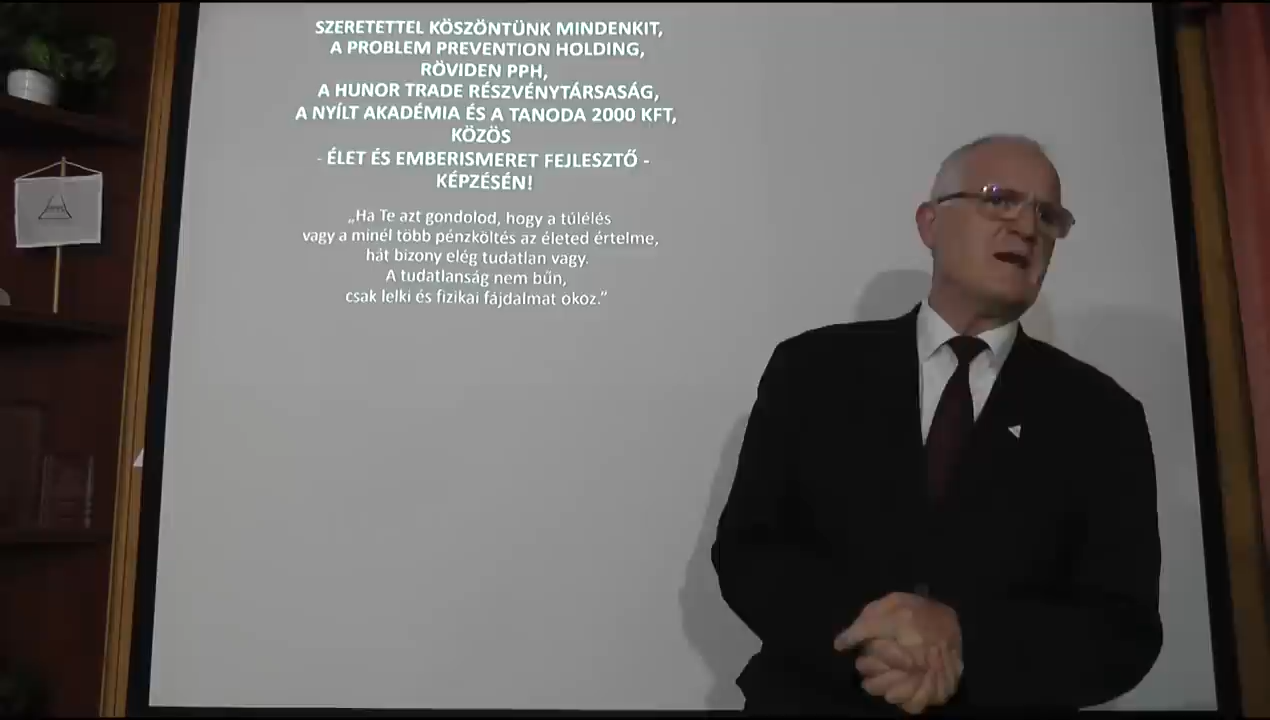 SZERETETTEL KÖSZÖNTÜNK MINDENKIT,
A PROBLEM PREVENTION HOLDING,
RÖVIDEN PPH,
A HUNOR TRADE RÉSZVÉNYTÁRSASÁG,
A NYÍLT AKADÉMIA ÉS A TANODA 2000 KFT,
KÖZÖS
- ÉLET ÉS EMBERISMERET FEJLESZTŐ -
KÉPZÉSÉN!
„Ha Te azt gondolod, hogy a túlélés
vagy a minél több pénzköltés az életed értelme,
hát bizony elég tudatlan vagy.
A tudatlanság nem bűn,
csak lelki és fizikai fájdalmat okoz.”